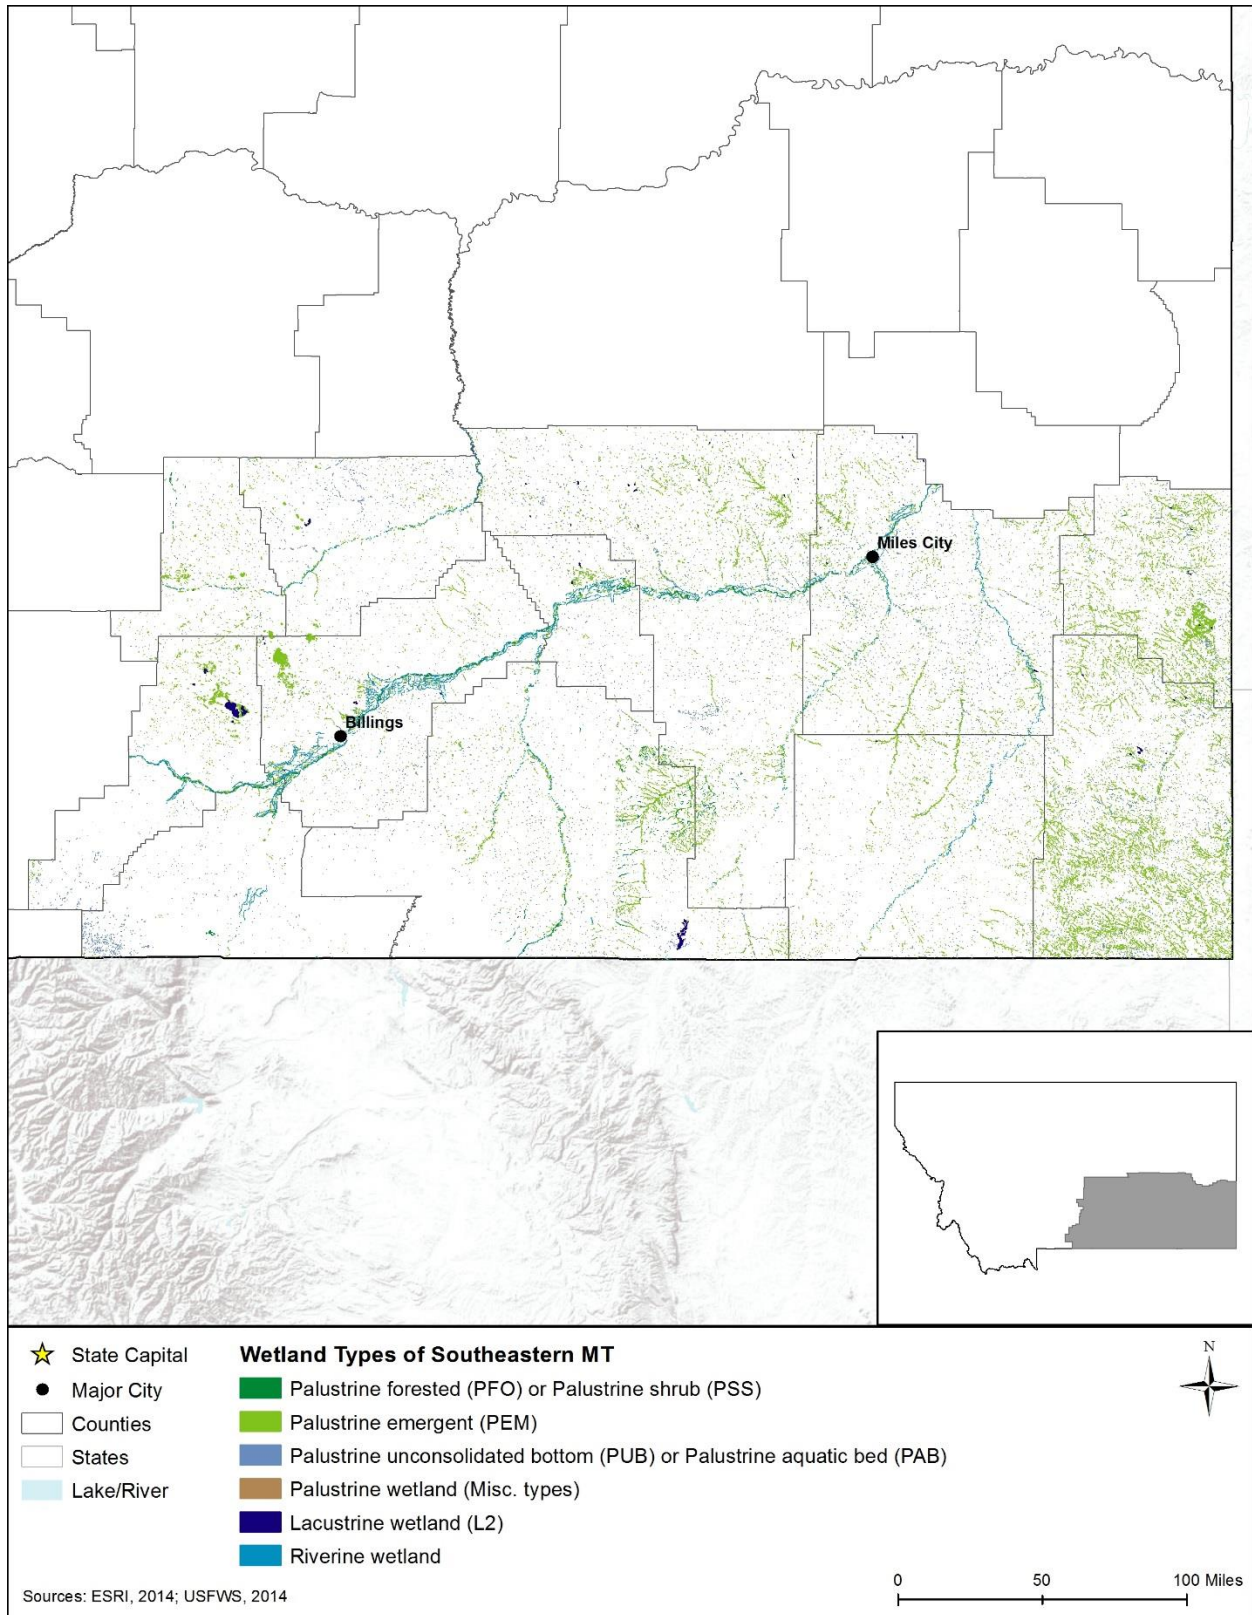 Miles City
Billings
State Capital
Major City
Counties
States
Lake/River
Wetland Types of Southeastern MT
Palustrine forested (PFO) or Palustrine shrub (PSS)
Palustrine emergent (PEM)
Palustrine unconsolidated bottom (PUB) or Palustrine aquatic bed (PAB)
Palustrine wetland (Misc. types)
Lacustrine wetland (L2)
Riverine wetland
N
Sources: ESRI, 2014; USFWS, 2014
0 50 100 Miles